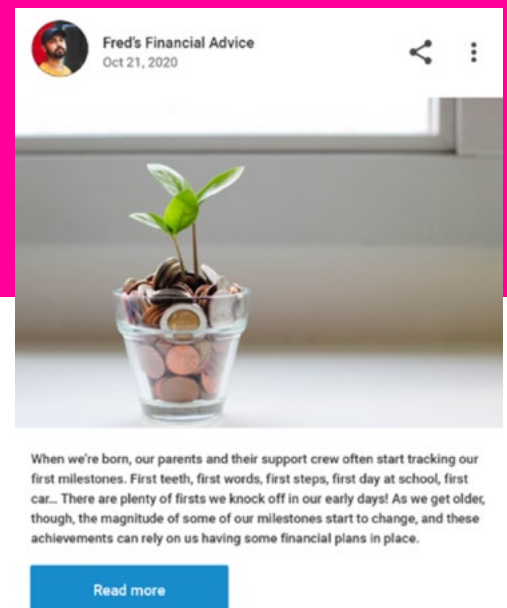 Fred's Financial Advice
Oct 21, 2020
When we're born, our parents and their support crew often start tracking our
first milestones. First teeth, first words, first steps, first day at school, first
car... There are plenty of firsts we knock off in our early days! As we get older,
though, the magnitude of some of our milestones start to change, and these
achievements can rely on us having some financial plans in place.
Read more